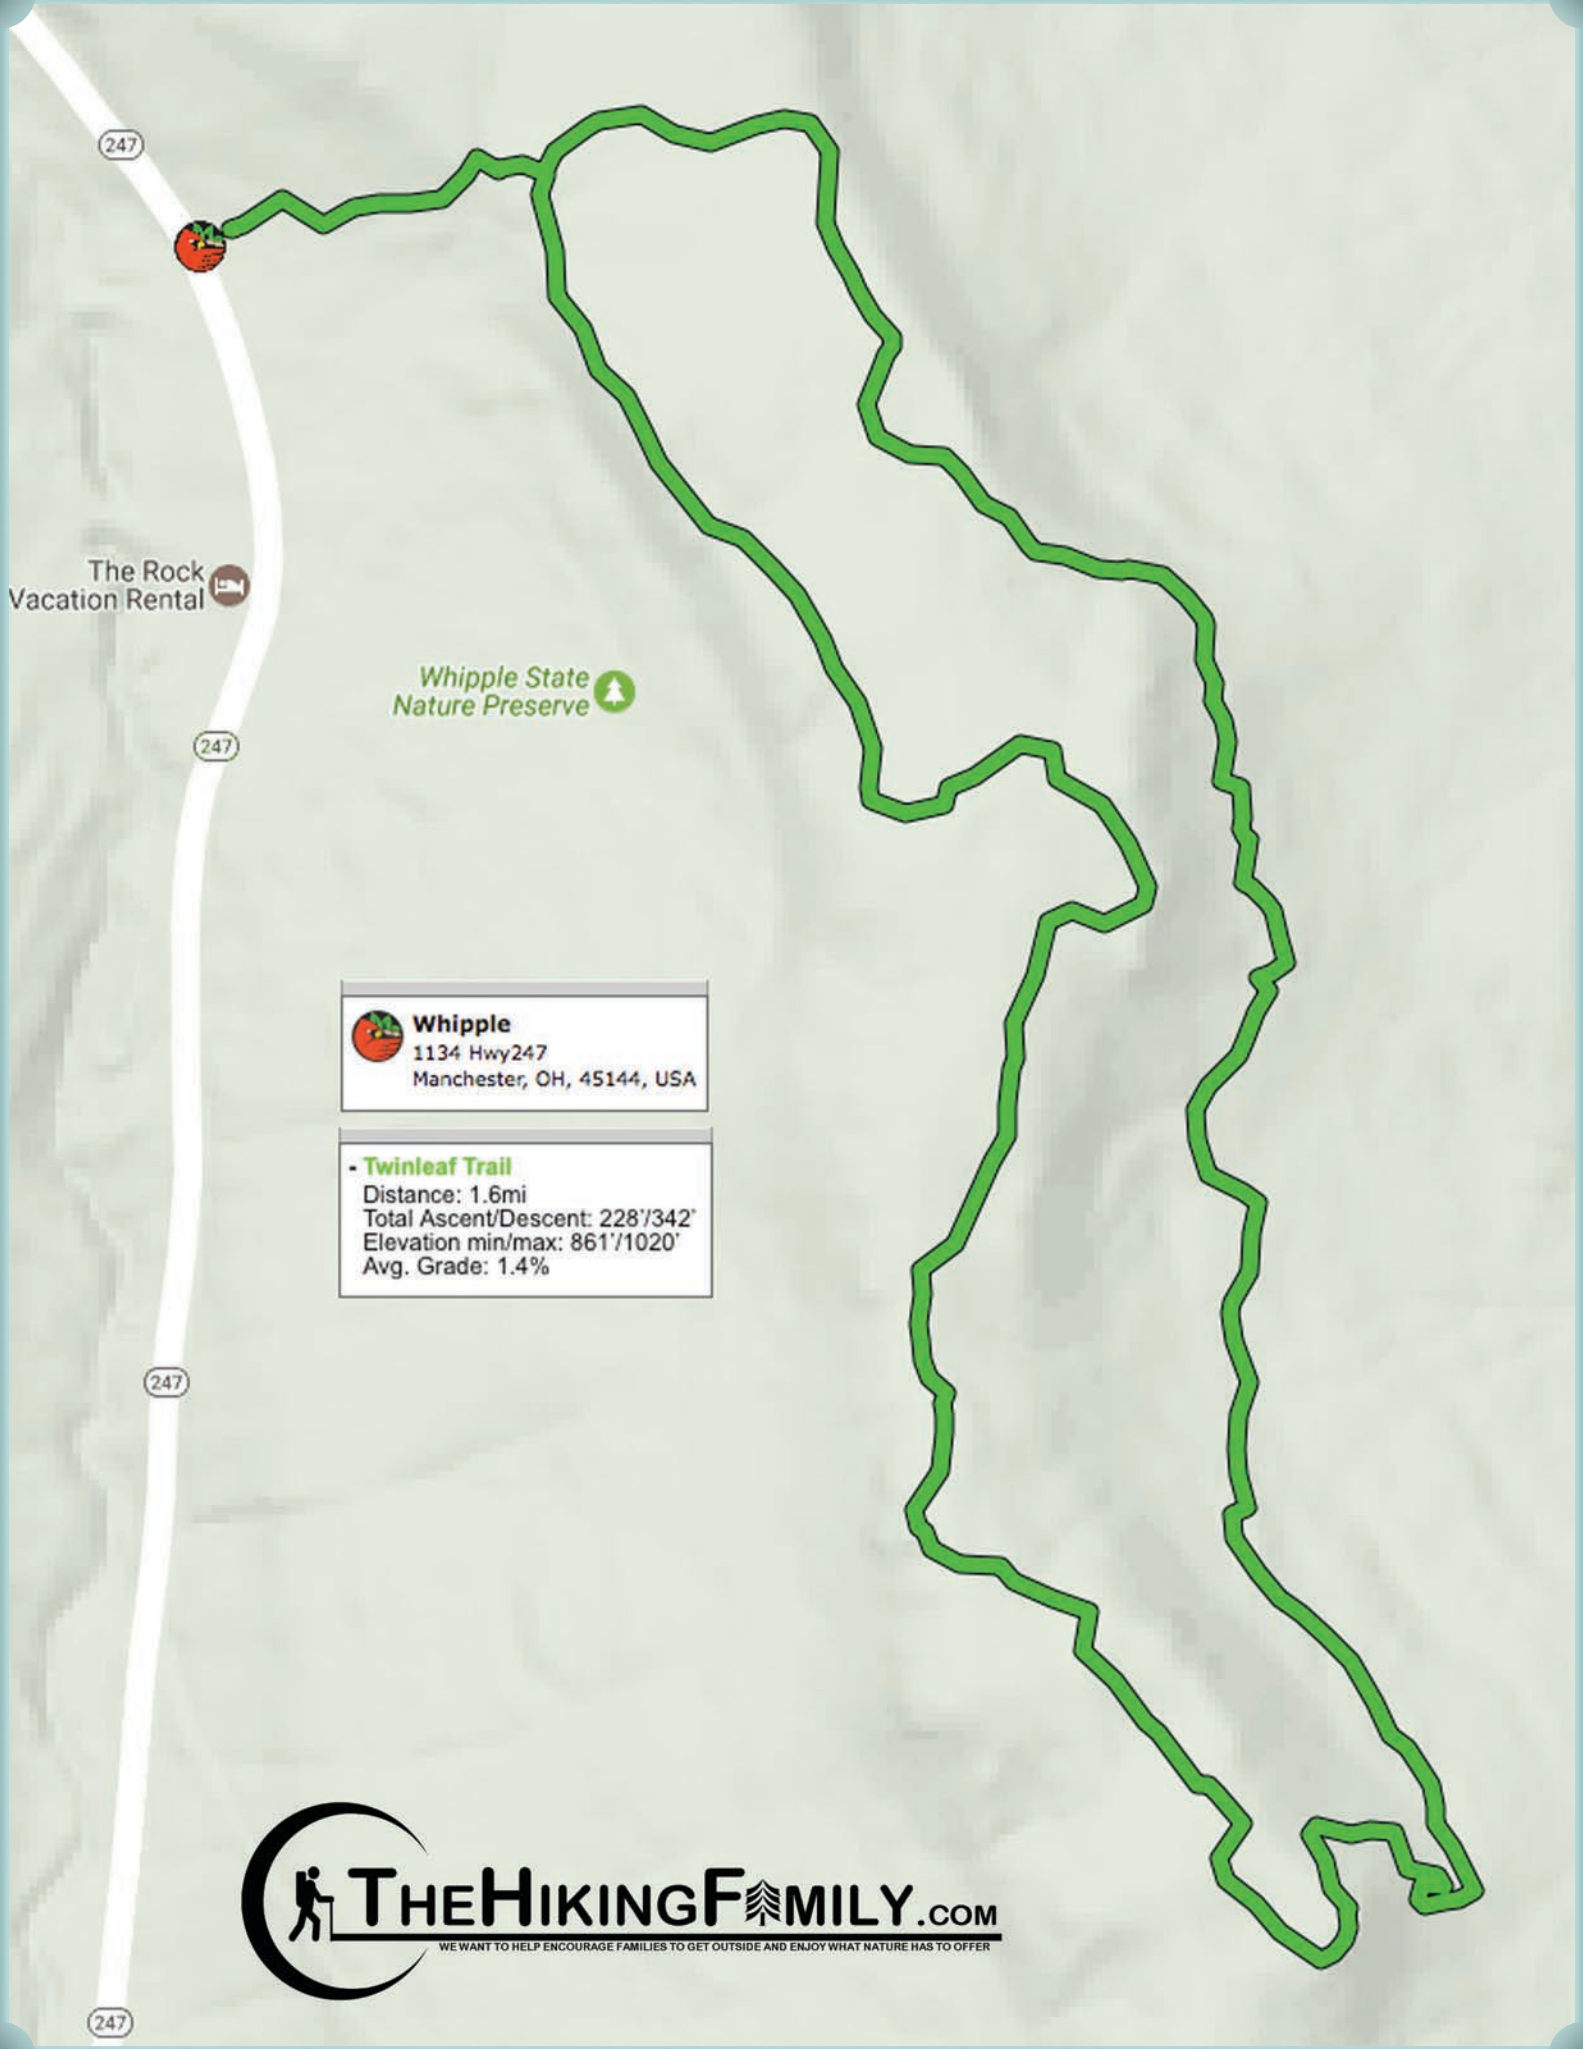 247
The Rock
Vacation Rental
Whipple State
Nature Preserve
247
Whipple
1134 Hwy247
Manchester, OH, 45144, USA
- Twinleaf Trail
Distance: 1.6mi
Total Ascent/Descent: 228'/342'
Elevation min/max: 861'/1020'
Avg. Grade: 1.4%
247
THEHIKINGFAMILY.COM
WE WANT TO HELP ENCOURAGE FAMILIES TO GET OUTSIDE AND ENJOY WHAT NATURE HAS TO OFFER
247